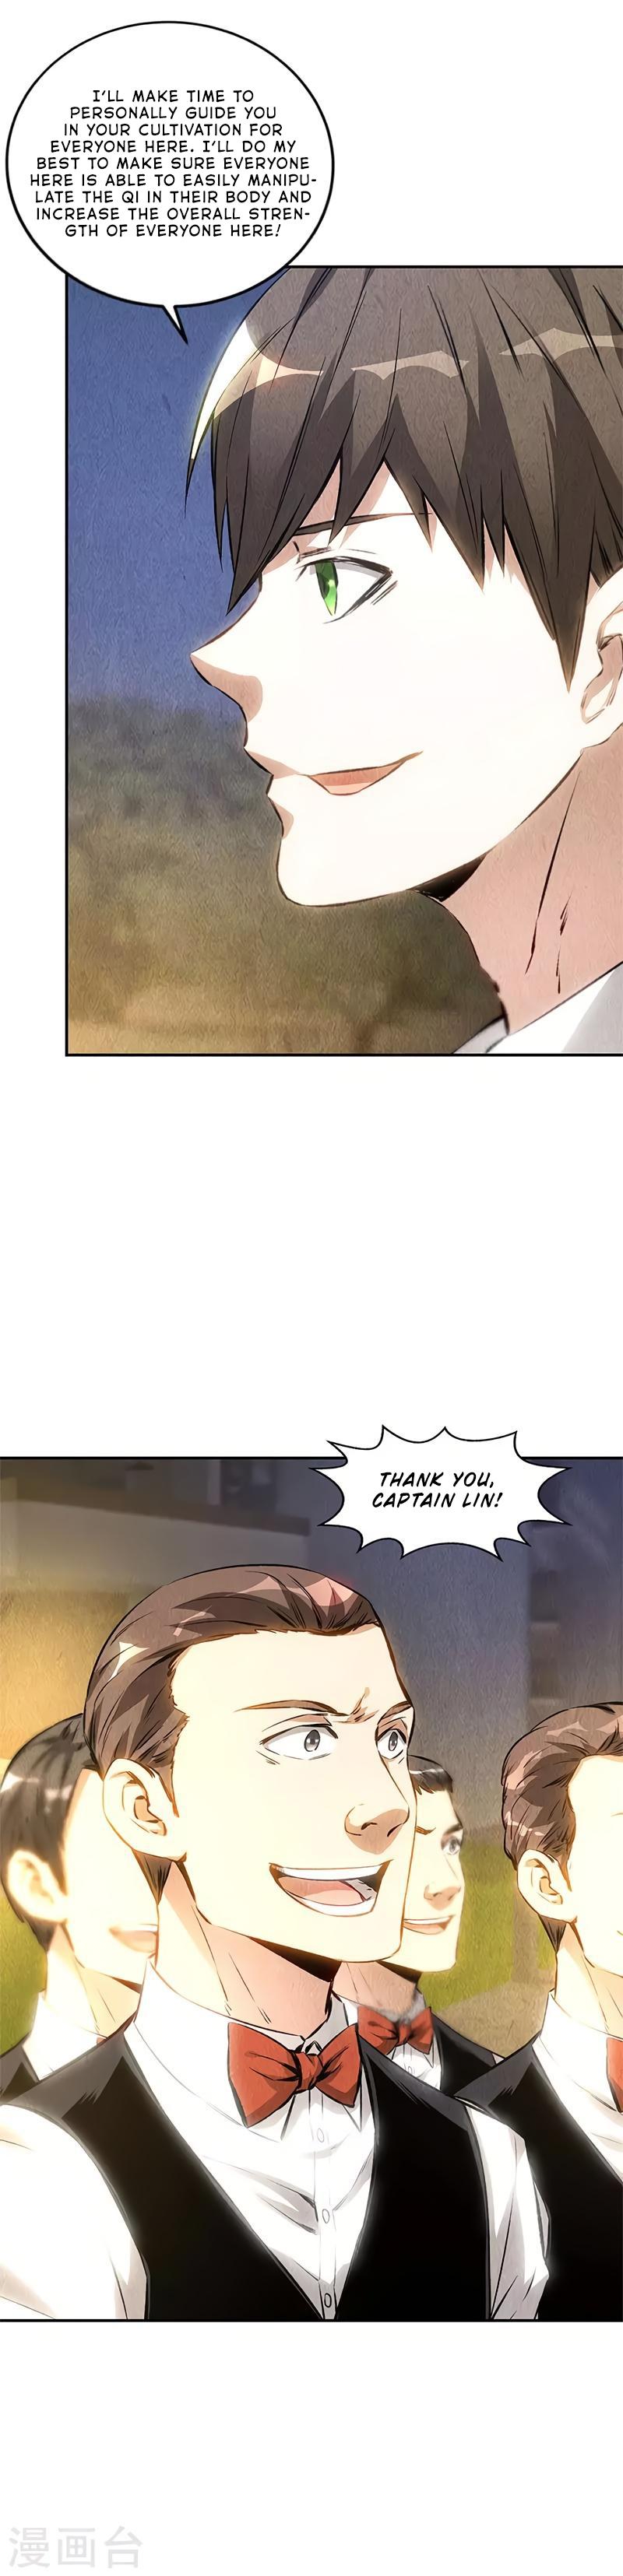 I'LL MAKE TIME TO
PERSONALLY GUIDE YOU
IN YOUR CULTIVATION FOR
EVERYONE HERE. I'LL DO MY
BEST TO MAKE SURE EVERYONE
HERE IS ABLE TO EASILY MANIPU-
LATE THE QI IN THEIR BODY AND
INCREASE THE OVERALL STREN-
GTH OF EVERYONE HERE!
THANK YOU,
CAPTAIN LIN!
漫画台